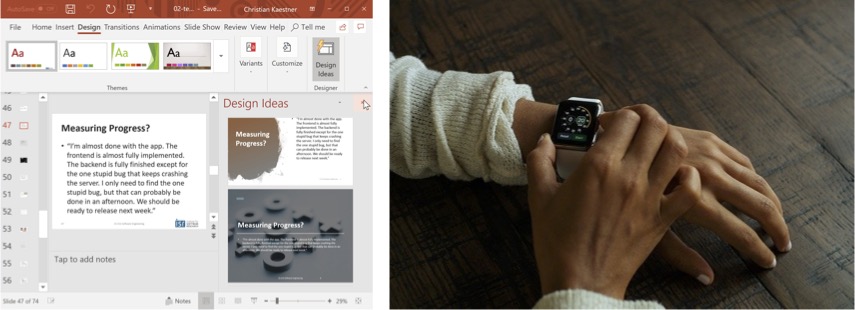 AutoSave
02-te... – Save...
Christian Kaestner
File Home Insert Design Transitions Animations Slide Show Review View Help Tell me
Aa Aa Aa Aa
Variants
Customize
Design
Ideas
Themes
Designer
46
47
48
49
50
51
52
53
54
55
56
Measuring Progress?
• "I'm almost done with the app. The
frontend is almost fully implemented.
The backend is fully finished except for
the one stupid bug that keeps crashing
the server. I only need to find the one
stupid bug, but that can probably be
done in an afternoon. We should be
ready to release next week."
Tap to add notes
Design Ideas
Measuring
Progress?
Measuring Progress?
Slide 47 of 74
Notes
29%